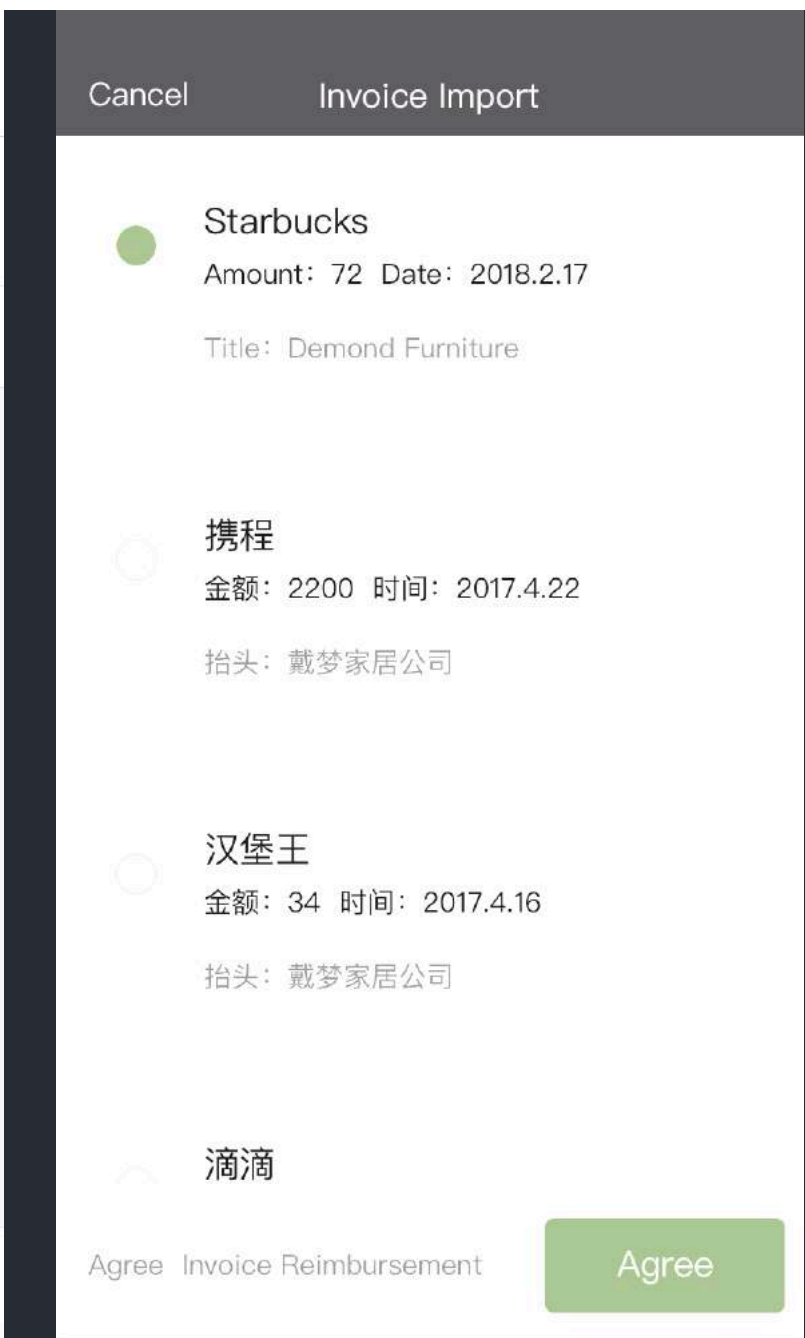 Cancel Invoice Import
Starbucks
Amount：72 Date：2018.2.17
Title：Demond Furniture
携程
金额：2200 时间：2017.4.22
抬头：戴梦家居公司
汉堡王
金额：34 时间：2017.4.16
抬头：戴梦家居公司
滴滴
Agree Invoice Reimbursement Agree